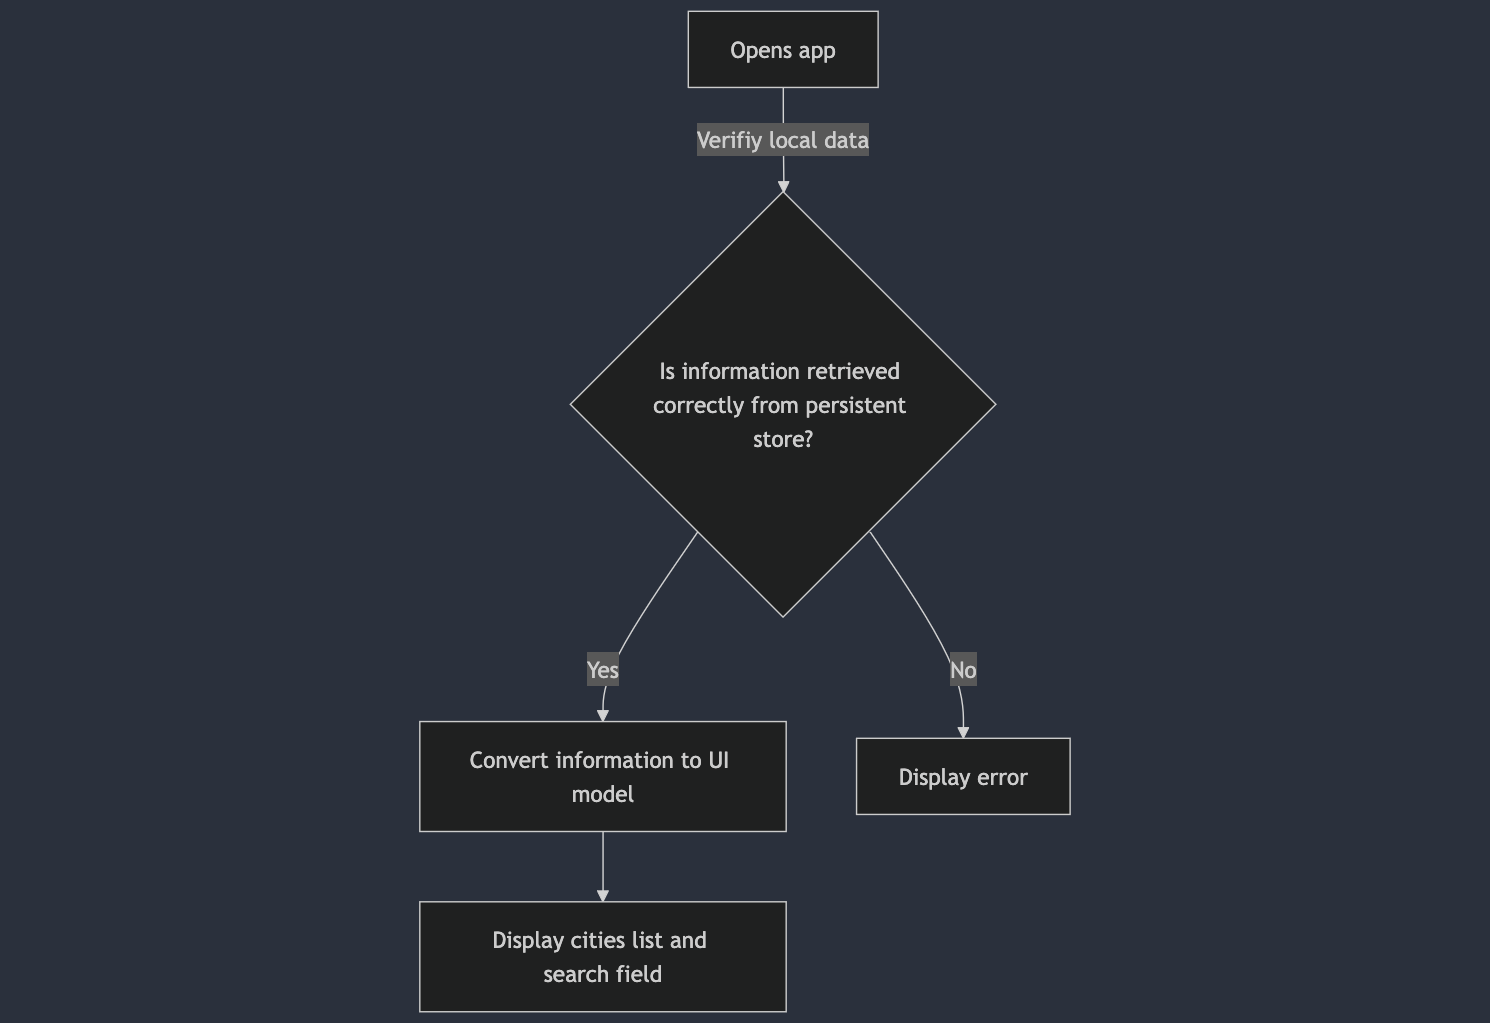 Opens app
Verifiy local data
Is information retrieved
correctly from persistent
store?
Yes
No
Convert information to UI
model
Display error
Display cities list and
search field